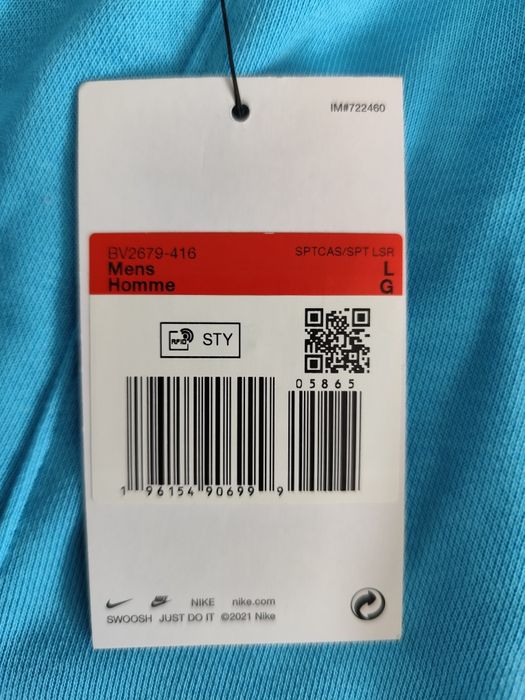 IM#722460
BV2679-416 SPTCAS/SPT LSR
Mens L
Homme G
RFID STY
05865
1 96154 90699 9
NIKE nike.com
SWOOSH JUST DO IT ©2021 Nike